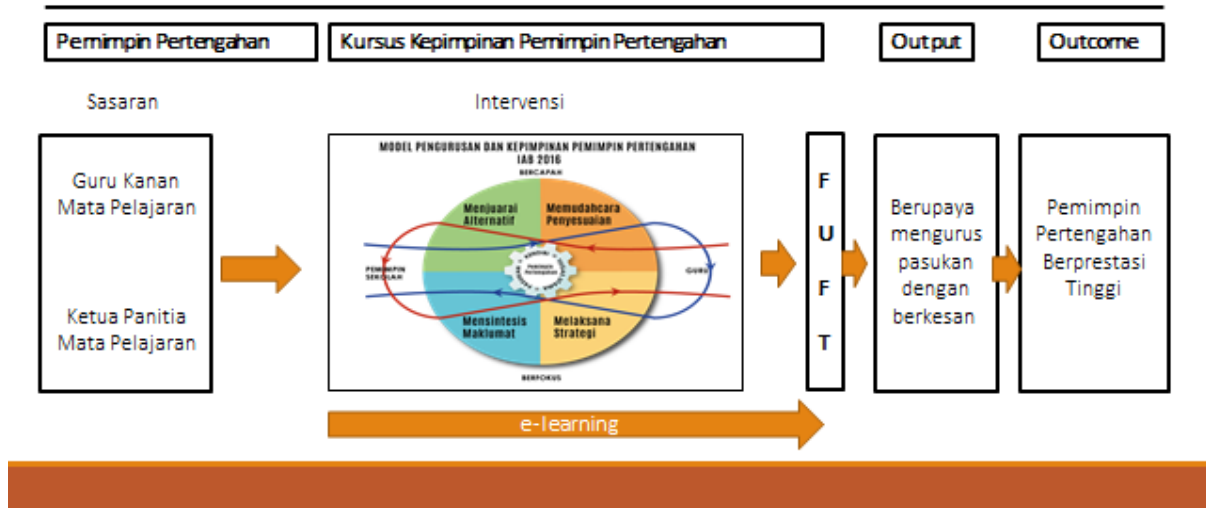 Pemimpin Pertengahan
Kursus Kepimpinan Pemimpin Pertengahan
Output
Outcome
Sasaran
Intervensi
Guru Kanan
Mata Pelajaran
Ketua Panitia
Mata Pelajaran
MODEL PENGURUSAN DAN KEPIMPINAN PEMIMPIN PERTENGAHAN
IAB 2016
BERCAPAH
Menjuarai
Alternatif
Memudahcara
Penyesuaian
PEMIMPIN
SEKOLAH
Pemimpin
Pertengahan
GURU
Mensintesis
Maklumat
Melaksana
Strategi
BERFOKUS
e-learning
F
U
F
T
Berupaya
mengurus
pasukan
dengan
berkesan
Pemimpin
Pertengahan
Berprestasi
Tinggi